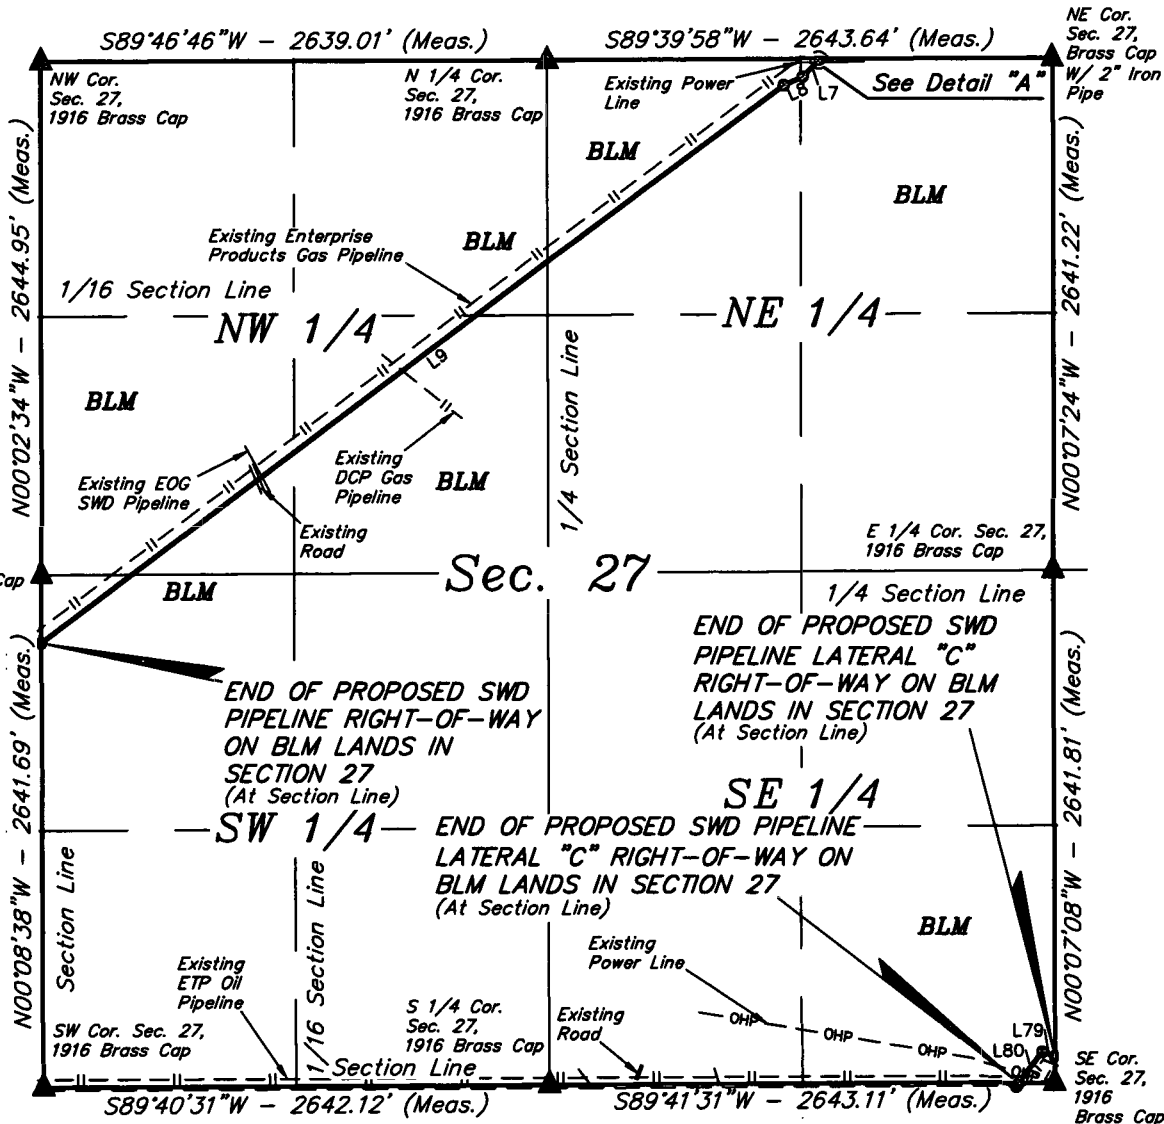 S89°46'46"W - 2639.01' (Meas.)
S89°39'58"W - 2643.64' (Meas.)
NE Cor.
Sec. 27,
Brass Cap
W/ 2" Iron
Pipe
NW Cor.
Sec. 27,
1916 Brass Cap
N 1/4 Cor.
Sec. 27,
1916 Brass Cap
Existing Power
Line
L8
L7
See Detail "A"
BLM
BLM
N00°02'34"W - 2644.95' (Meas.)
N00°07'24"W - 2641.22' (Meas.)
Existing Enterprise
Products Gas Pipeline
BLM
1/16 Section Line
NW 1/4
NE 1/4
L9
1/4 Section Line
BLM
Existing EOG
SWD Pipeline
Existing
DCP Gas
Pipeline
BLM
Existing
Road
E 1/4 Cor. Sec. 27,
1916 Brass Cap
Cap
BLM
Sec. 27
1/4 Section Line
END OF PROPOSED SWD
PIPELINE LATERAL "C"
RIGHT-OF-WAY ON BLM
LANDS IN SECTION 27
(At Section Line)
END OF PROPOSED SWD
PIPELINE RIGHT-OF-WAY
ON BLM LANDS IN
SECTION 27
(At Section Line)
N00°08'38"W - 2641.69' (Meas.)
N00°07'08"W - 2641.81' (Meas.)
SW 1/4
SE 1/4
END OF PROPOSED SWD PIPELINE
LATERAL "C" RIGHT-OF-WAY ON
BLM LANDS IN SECTION 27
(At Section Line)
Section Line
1/16 Section Line
BLM
Existing
ETP Oil
Pipeline
Existing
Power Line
Existing
Road
OHP
OHP
OHP
L79
L80
SW Cor. Sec. 27,
1916 Brass Cap
S 1/4 Cor.
Sec. 27,
1916 Brass Cap
Section Line
SE Cor.
Sec. 27,
1916
Brass Cap
S89°40'31"W - 2642.12' (Meas.)
S89°41'31"W - 2643.11' (Meas.)